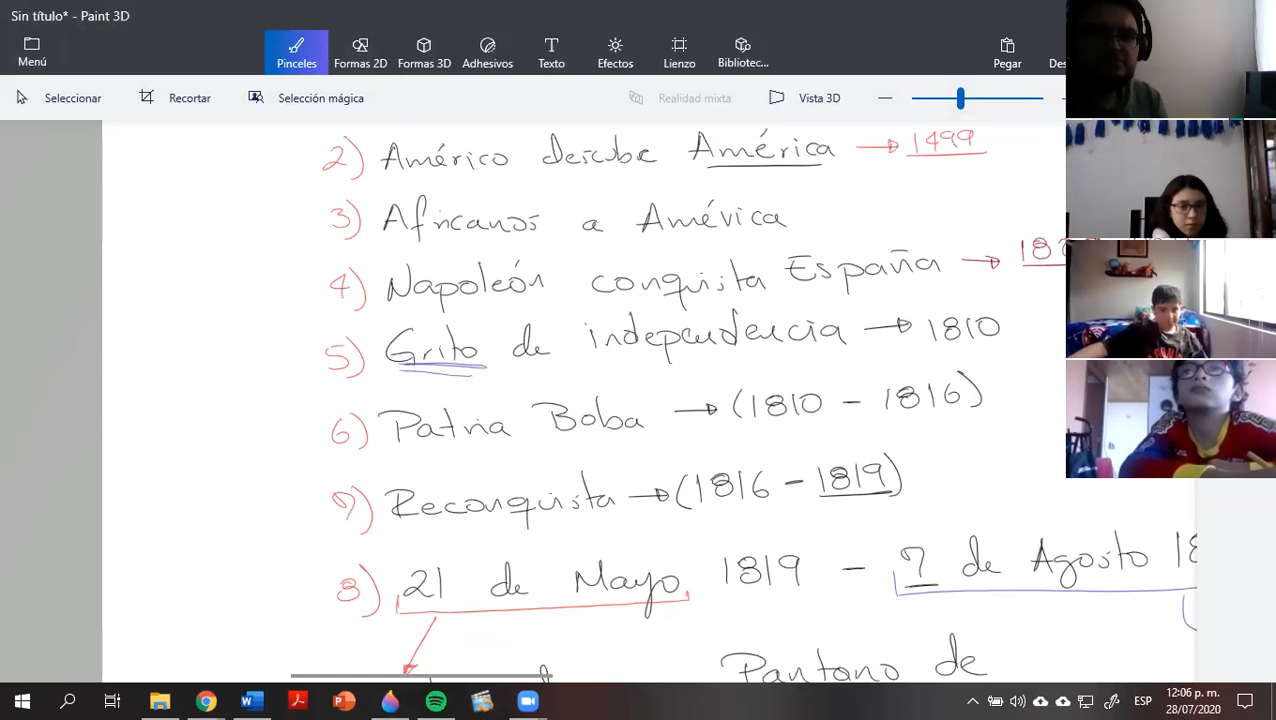 Sin título* - Paint 3D
Menú
Pinceles
Formas 2D
Formas 3D
Adhesivos
Texto
Efectos
Lienzo
Bibliotec...
Pegar
Seleccionar
Recortar
Selección mágica
Realidad mixta
Vista 3D
2) Américo descube América → 1499
3) Africanos a América
4) Napoleón conquista España →
5) Grito de independencia → 1810
6) Patria Boba → (1810 - 1816)
7) Reconquista → (1816 - 1819)
8) 21 de Mayo 1819 - 7 de Agosto 18
Pantano de
ESP
12:06 p. m.
28/07/2020